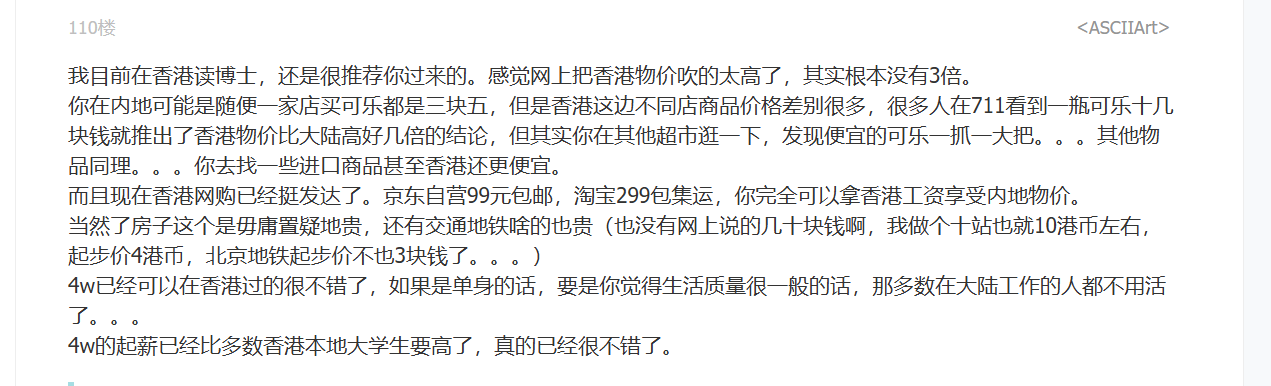 110楼
<ASCIIArt>
我目前在香港读博士，还是很推荐你过来的。感觉网上把香港物价吹的太高了，其实根本没有3倍。
你在内地可能是随便一家店买可乐都是三块五，但是香港这边不同店商品价格差别很多，很多人在711看到一瓶可乐十几
块钱就推出了香港物价比大陆高好几倍的结论，但其实你在其他超市逛一下，发现便宜的可乐一抓一大把。。。其他物
品同理。。。你去找一些进口商品甚至香港还更便宜。
而且现在香港网购已经挺发达了。京东自营99元包邮，淘宝299包集运，你完全可以拿香港工资享受内地物价。
当然了房子这个是毋庸置疑地贵，还有交通地铁啥的也贵（也没有网上说的几十块钱啊，我做个十站也就10港币左右，
起步价4港币，北京地铁起步价不也3块钱了。。。）
4w已经可以在香港过的很不错了，如果是单身的话，要是你觉得生活质量很一般的话，那多数在大陆工作的人都不用活
了。。。
4w的起薪已经比多数香港本地大学生要高了，真的已经很不错了。